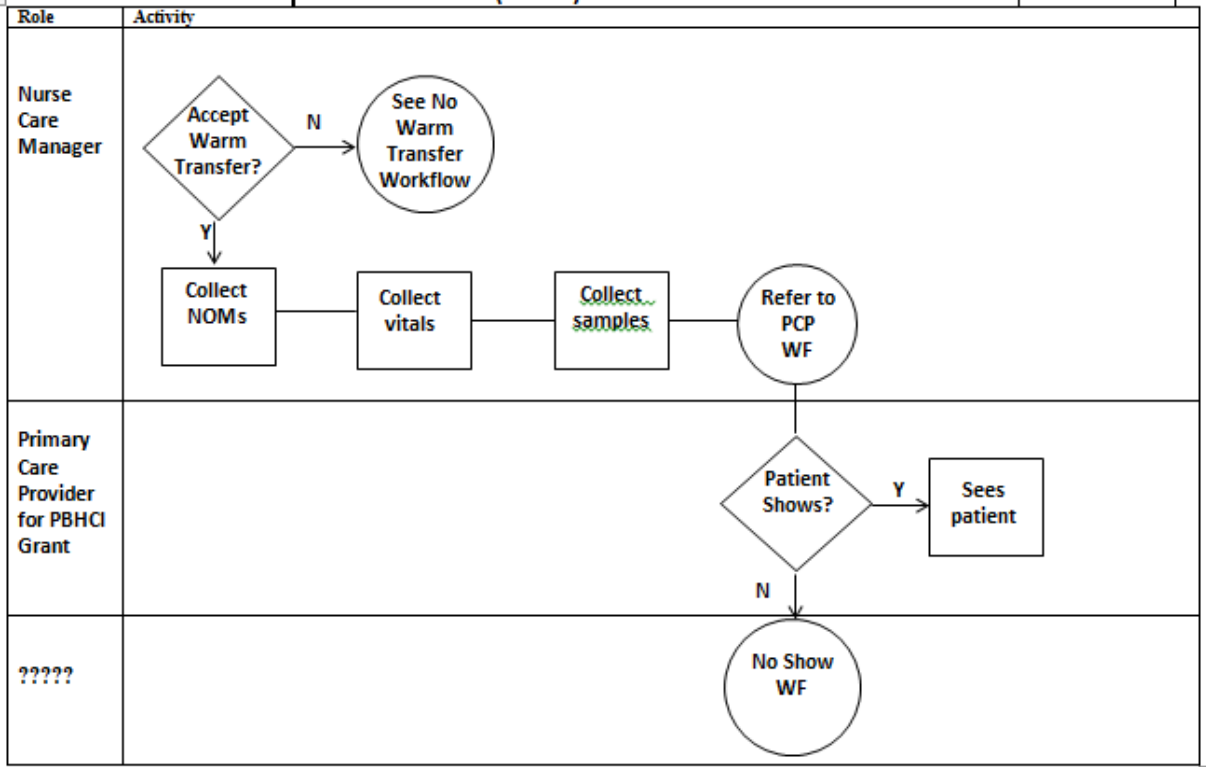 Role
Activity
Nurse
Care
Manager
Accept
Warm
Transfer?
N
See No
Warm
Transfer
Workflow
Y
Collect
NOMs
Collect
vitals
Collect
samples
Refer to
PCP
WF
Primary
Care
Provider
for PBHCI
Grant
Patient
Shows?
Y
Sees
patient
N
?????
No Show
WF